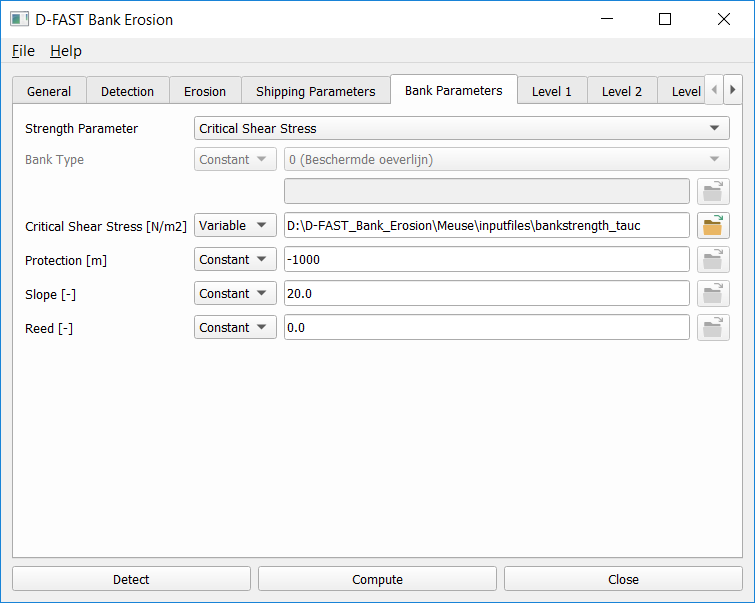 D-FAST Bank Erosion
File Help
General Detection Erosion Shipping Parameters Bank Parameters Level 1 Level 2 Level
Strength Parameter Critical Shear Stress
Bank Type Constant 0 (Beschermde oeverlijn)
Critical Shear Stress [N/m2] Variable D:\D-FAST_Bank_Erosion\Meuse\inputfiles\bankstrength_tauc
Protection [m] Constant -1000
Slope [-] Constant 20.0
Reed [-] Constant 0.0
Detect Compute Close